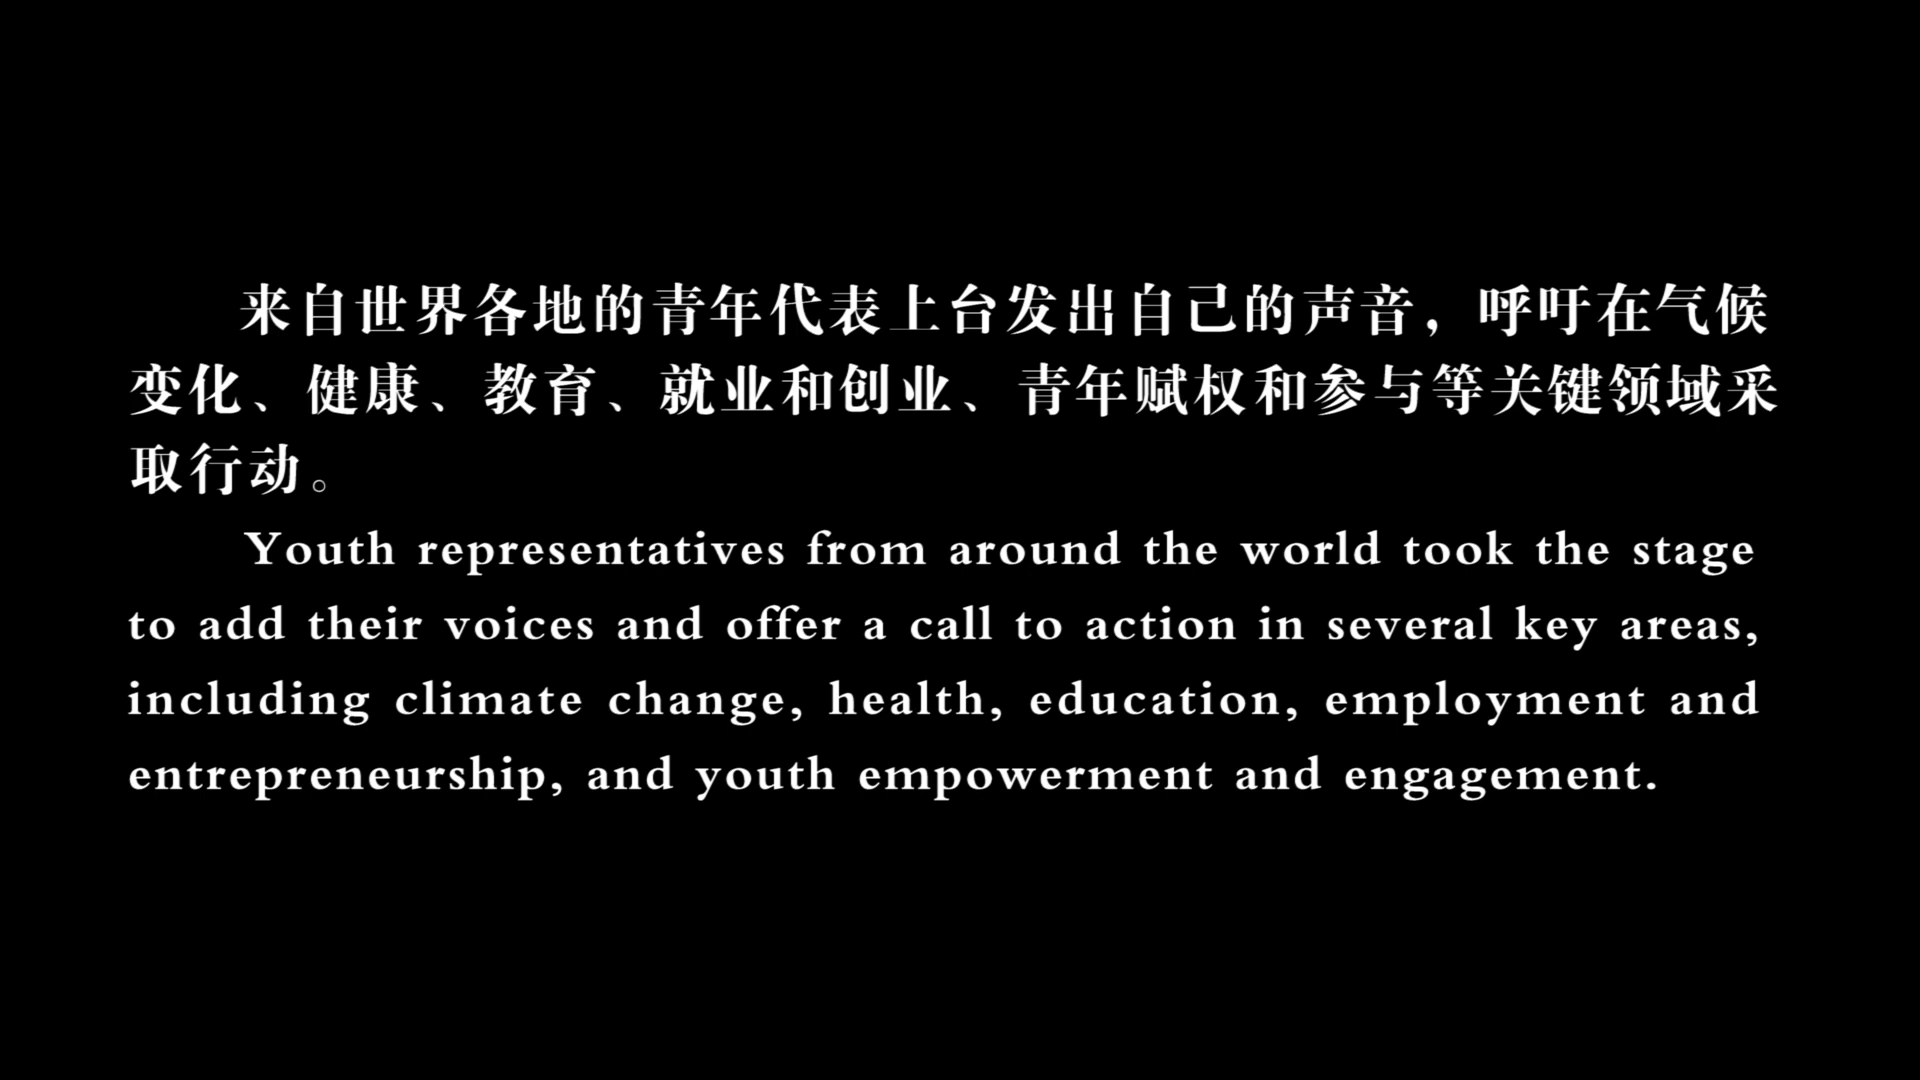 来自世界各地的青年代表上台发出自己的声音，呼吁在气候
变化、健康、教育、就业和创业、青年赋权和参与等关键领域采
取行动。
Youth representatives from around the world took the stage
to add their voices and offer a call to action in several key areas,
including climate change, health, education, employment and
entrepreneurship, and youth empowerment and engagement.